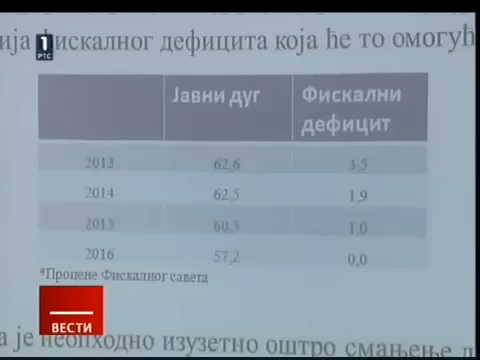 ија фискалног дефицита која ће то омогућ
1
РТС
Јавни дуг Фискални дефицит
2013 62,6 3,5
2014 62,5 1,9
2015 60,5 1,0
2016 57,2 0,0
*Процене Фискалног савета
ВЕСТИ
а је неопходно изузетно оштро смањење